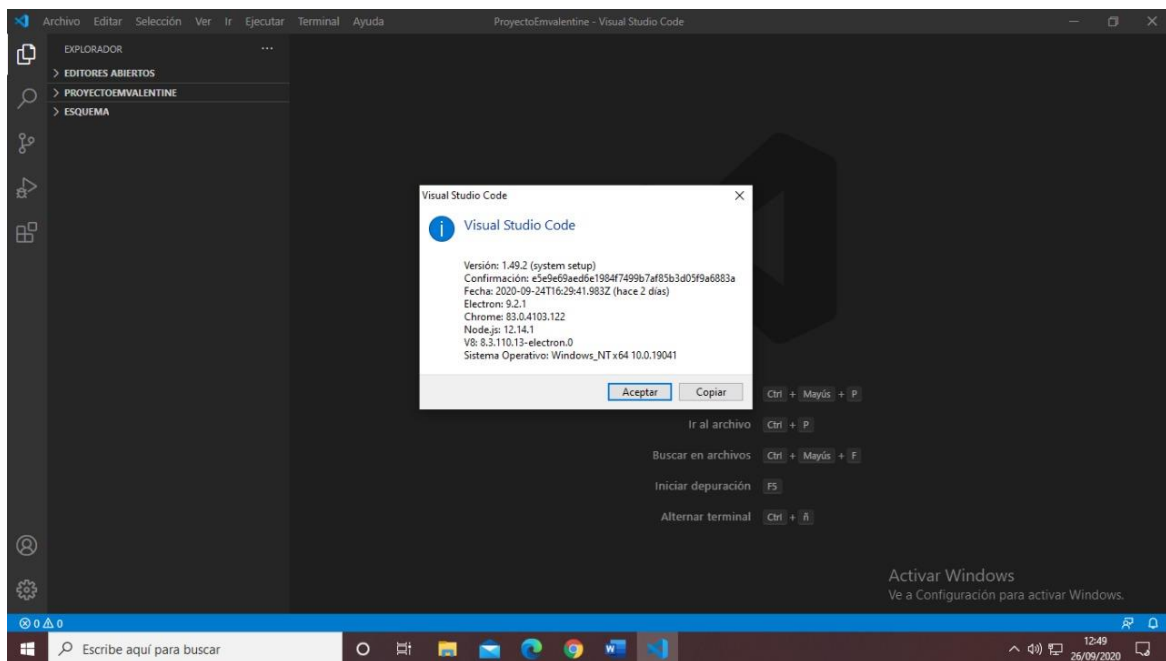 Archivo Editar Selección Ver Ir Ejecutar Terminal Ayuda ProyectoEmvalentine - Visual Studio Code
EXPLORADOR
EDITORES ABIERTOS
PROYECTOEMVALENTINE
ESQUEMA
Visual Studio Code
Visual Studio Code
Versión: 1.49.2 (system setup)
Confirmación: e5e9e69aed6e1984f7499b7af85b3d05f9a6883a
Fecha: 2020-09-24T16:29:41.983Z (hace 2 días)
Electron: 9.2.1
Chrome: 83.0.4103.122
Node.js: 12.14.1
V8: 8.3.110.13-electron.0
Sistema Operativo: Windows_NT x64 10.0.19041
Aceptar Copiar
Ctrl + Mayús + P
Ir al archivo Ctrl + P
Buscar en archivos Ctrl + Mayús + F
Iniciar depuración F5
Alternar terminal Ctrl + ñ
Activar Windows
Ve a Configuración para activar Windows.
0 0
Escribe aquí para buscar
12:49
26/09/2020